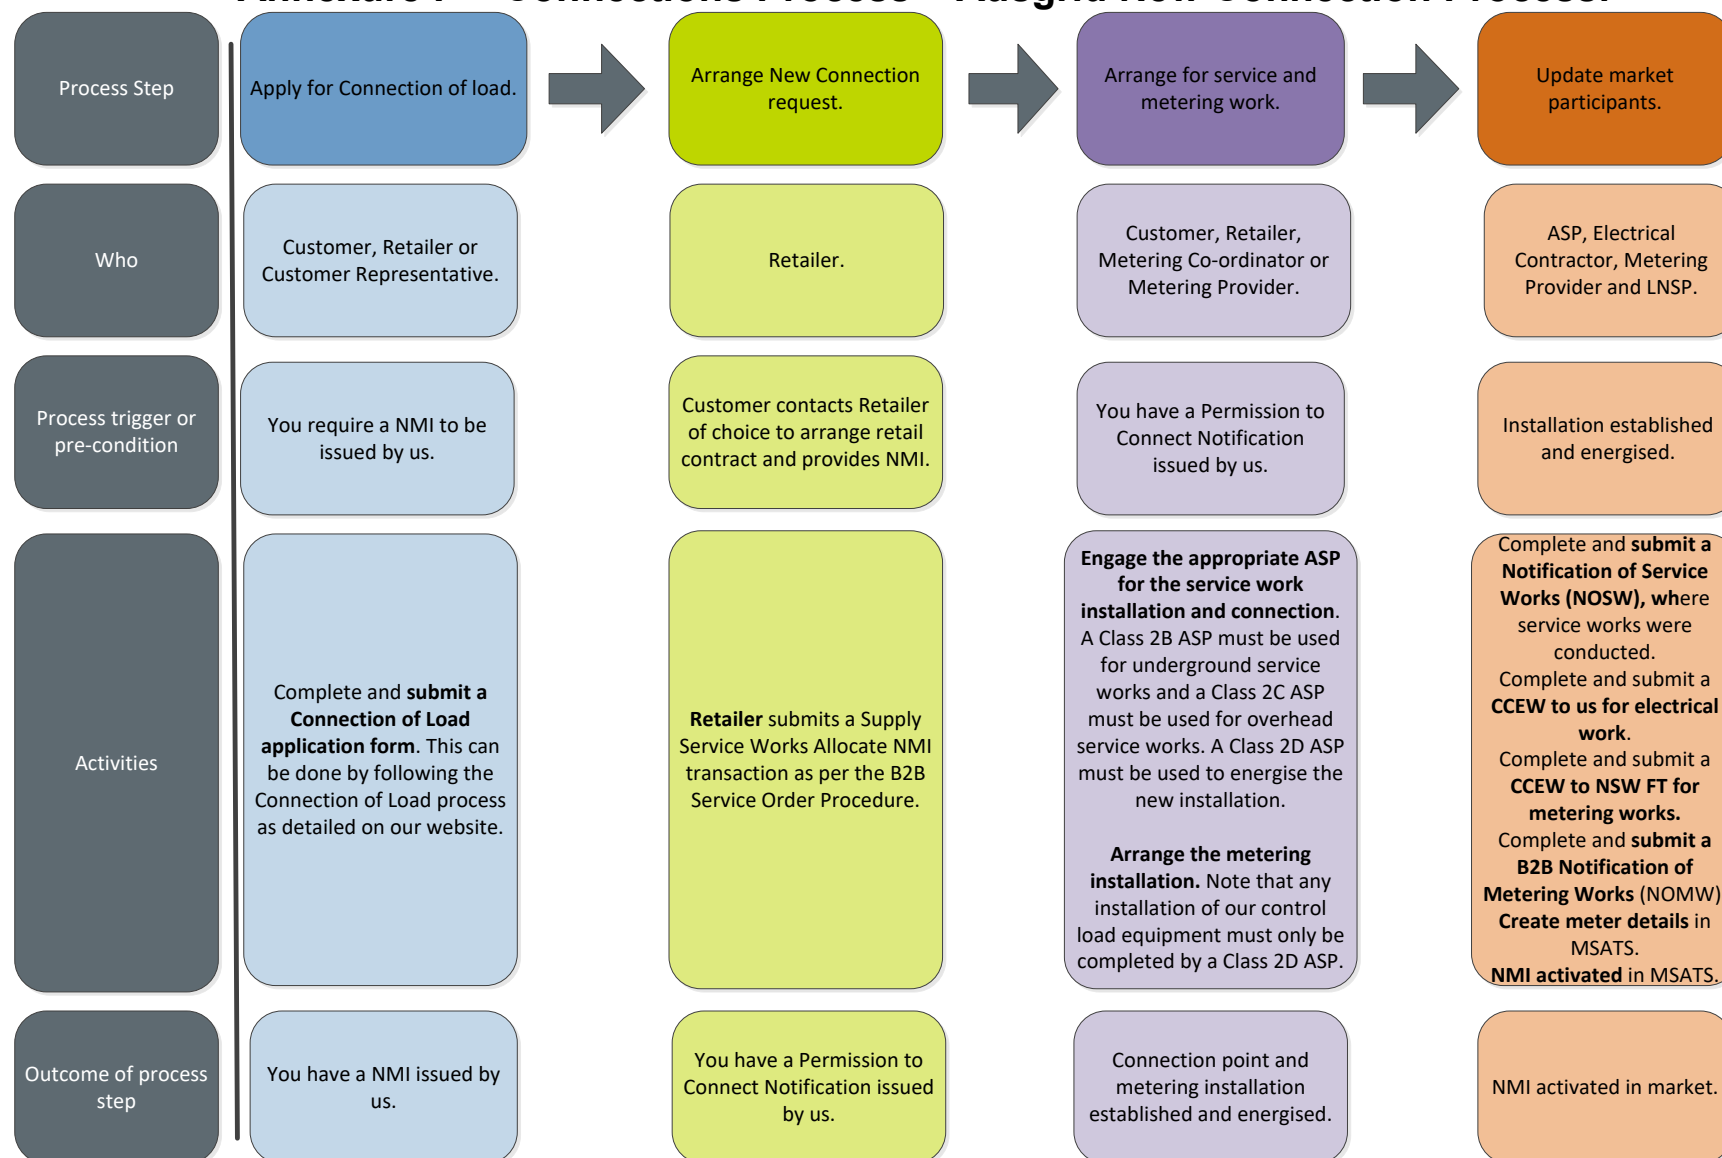 Process Step
Apply for Connection of load.
Arrange New Connection
request.
Arrange for service and
metering work.
Update market
participants.
Who
Customer, Retailer or
Customer Representative.
Retailer.
Customer, Retailer,
Metering Co-ordinator or
Metering Provider.
ASP, Electrical
Contractor, Metering
Provider and LNSP.
Process trigger or
pre-condition
You require a NMI to be
issued by us.
Customer contacts Retailer
of choice to arrange retail
contract and provides NMI.
You have a Permission to
Connect Notification
issued by us.
Installation established
and energised.
Activities
Complete and submit a
Connection of Load
application form. This can
be done by following the
Connection of Load process
as detailed on our website.
Retailer submits a Supply
Service Works Allocate NMI
transaction as per the B2B
Service Order Procedure.
Engage the appropriate ASP
for the service work
installation and connection.
A Class 2B ASP must be used
for underground service
works and a Class 2C ASP
must be used for overhead
service works. A Class 2D ASP
must be used to energise the
new installation.
Arrange the metering
installation. Note that any
installation of our control
load equipment must only be
completed by a Class 2D ASP.
Complete and submit a
Notification of Service
Works (NOSW), where
service works were
conducted.
Complete and submit a
CCEW to us for electrical
work.
Complete and submit a
CCEW to NSW FT for
metering works.
Complete and submit a
B2B Notification of
Metering Works (NOMW)
Create meter details in
MSATS.
NMI activated in MSATS.
Outcome of process
step
You have a NMI issued by
us.
You have a Permission to
Connect Notification issued
by us.
Connection point and
metering installation
established and energised.
NMI activated in market.